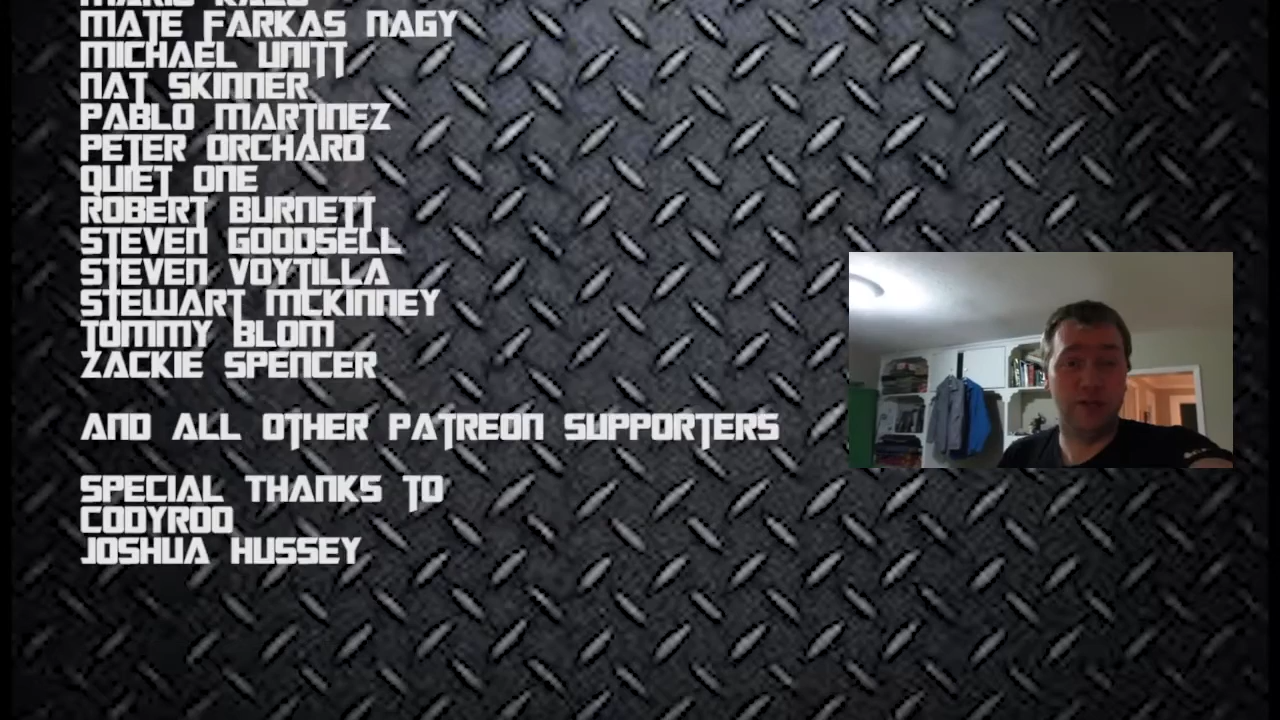 MATE FARKAS NAGY
MICHAEL UNITT
NAT SKINNER
PABLO MARTINEZ
PETER ORCHARD
QUIET ONE
ROBERT BURNETT
STEVEN GOODSELL
STEVEN VOYTILLA
STEWART MCKINNEY
TOMMY BLOM
ZACKIE SPENCER
AND ALL OTHER PATREON SUPPORTERS
SPECIAL THANKS TO
CODYROO
JOSHUA HUSSEY